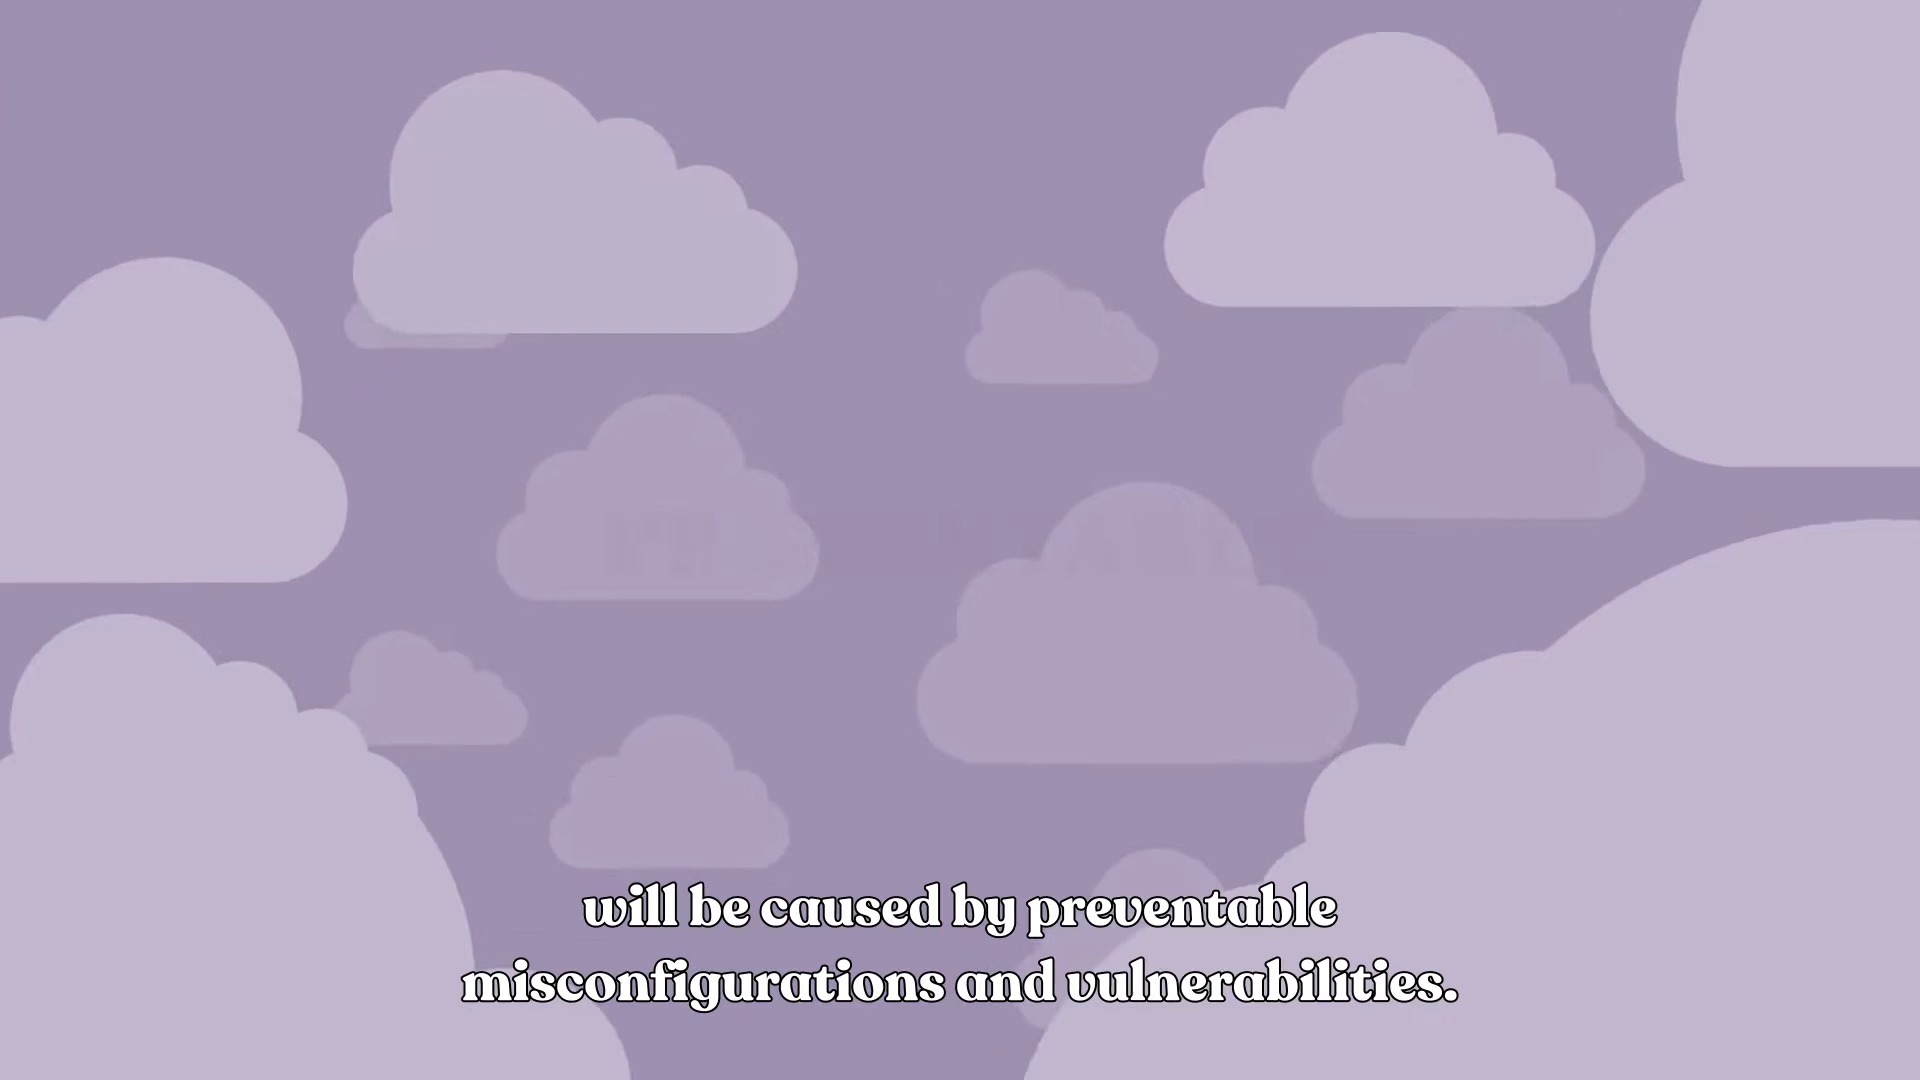 will be caused by preventable
misconfigurations and vulnerabilities.